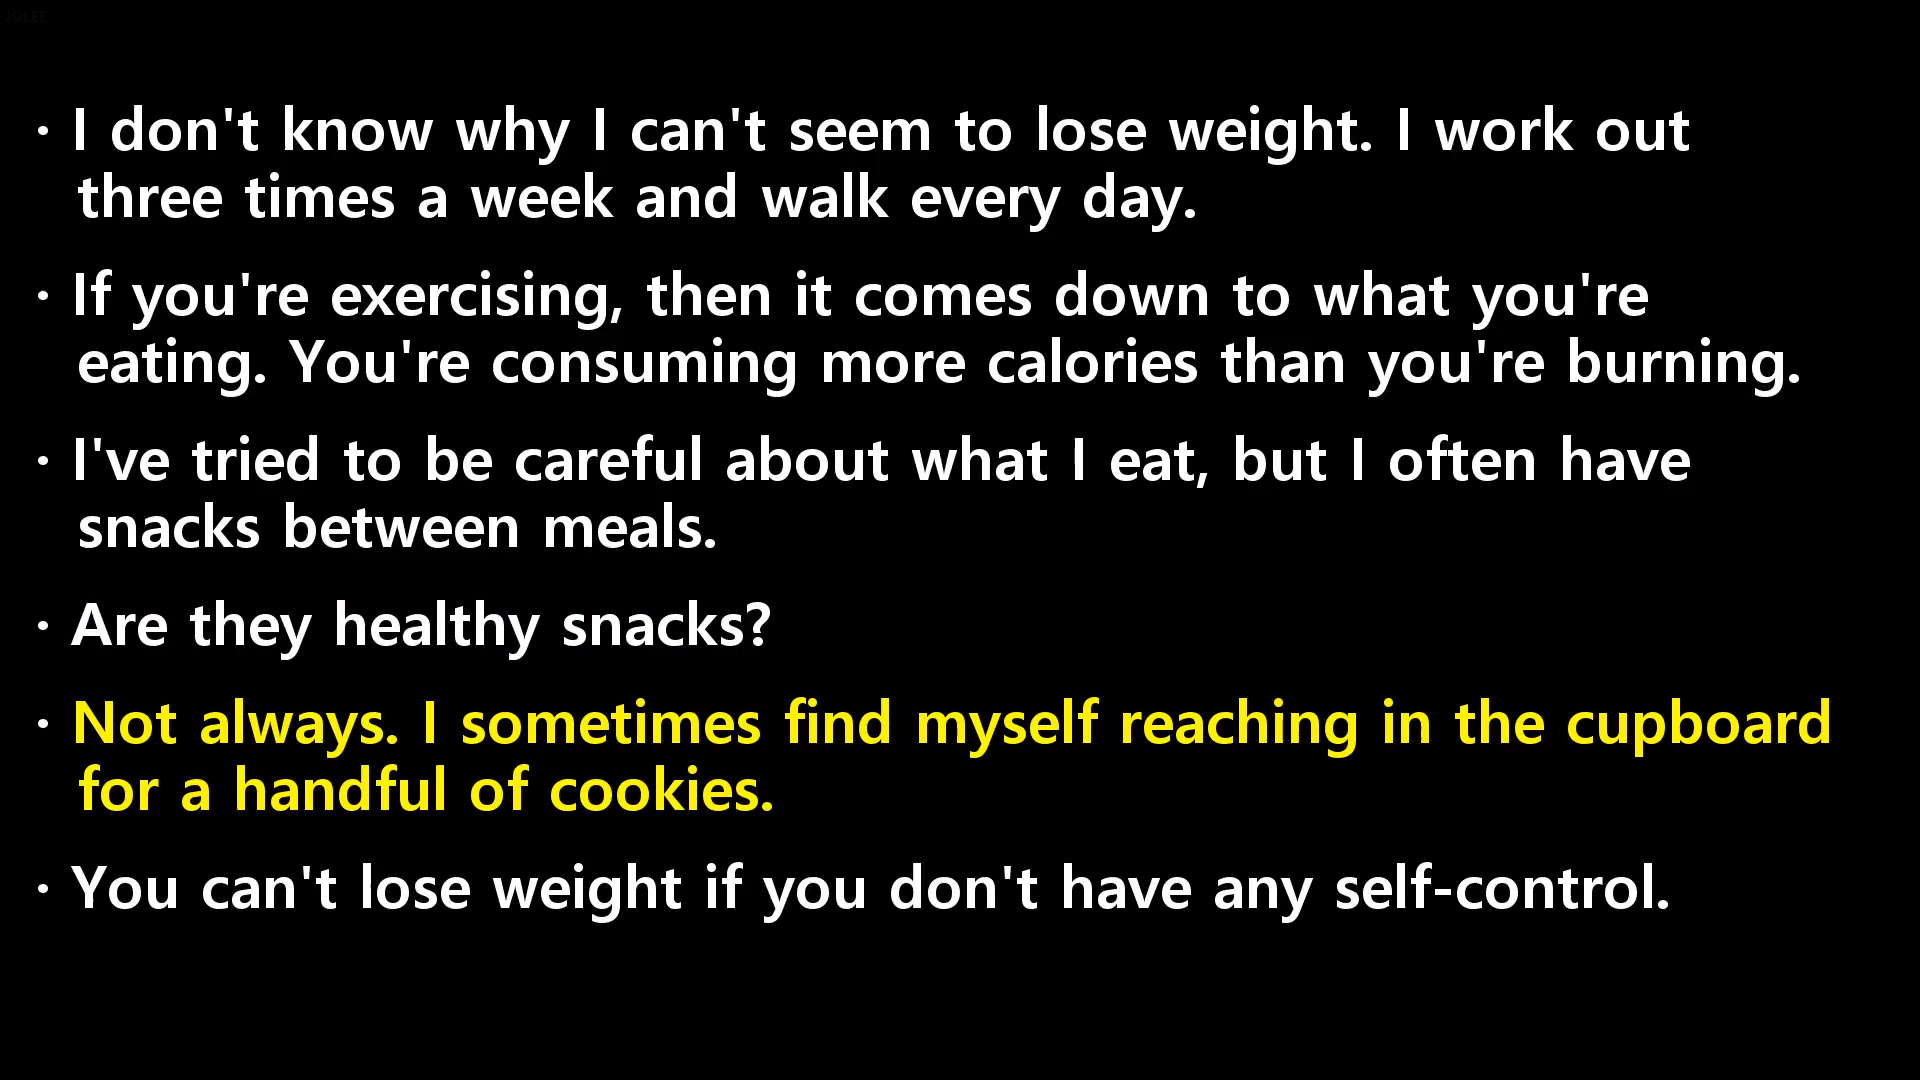 JOLEE
· I don't know why I can't seem to lose weight. I work out
three times a week and walk every day.
· If you're exercising, then it comes down to what you're
eating. You're consuming more calories than you're burning.
· I've tried to be careful about what I eat, but I often have
snacks between meals.
· Are they healthy snacks?
· Not always. I sometimes find myself reaching in the cupboard
for a handful of cookies.
· You can't lose weight if you don't have any self-control.